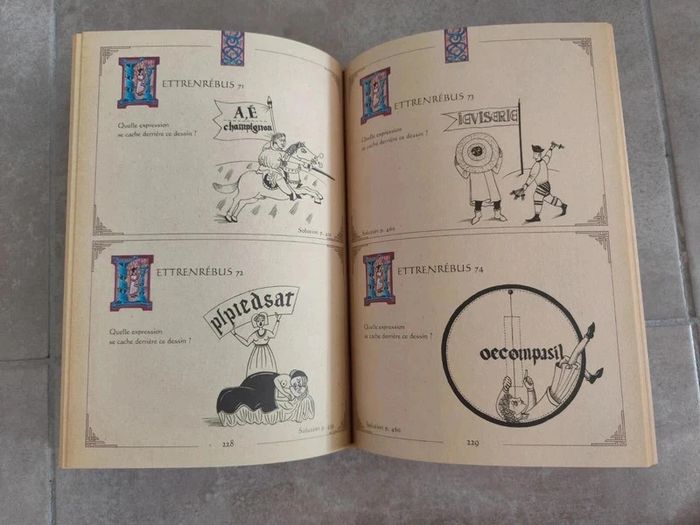 LETTRENRÉBUS 71
Quelle expression
se cache derrière ce dessin ?
A,E
champignon
Solution p.
LETTRENRÉBUS 72
Quelle expression
se cache derrière ce dessin ?
plpiedsat
Solution p.
228
LETTRENRÉBUS 73
Quelle expression
se cache derrière ce dessin ?
IEVISERIE
Solution p. 460
LETTRENRÉBUS 74
Quelle expression
se cache derrière ce dessin ?
oecompasil
Solution p. 460
229